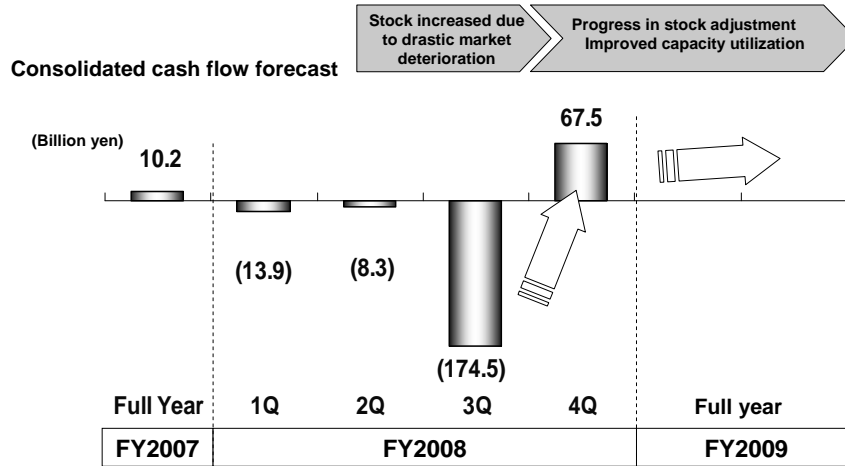 Stock increased due
to drastic market
deterioration
Progress in stock adjustment
Improved capacity utilization
Consolidated cash flow forecast
(Billion yen)
10.2
(13.9)
(8.3)
(174.5)
67.5
Full Year
1Q
2Q
3Q
4Q
Full year
FY2007
FY2008
FY2009